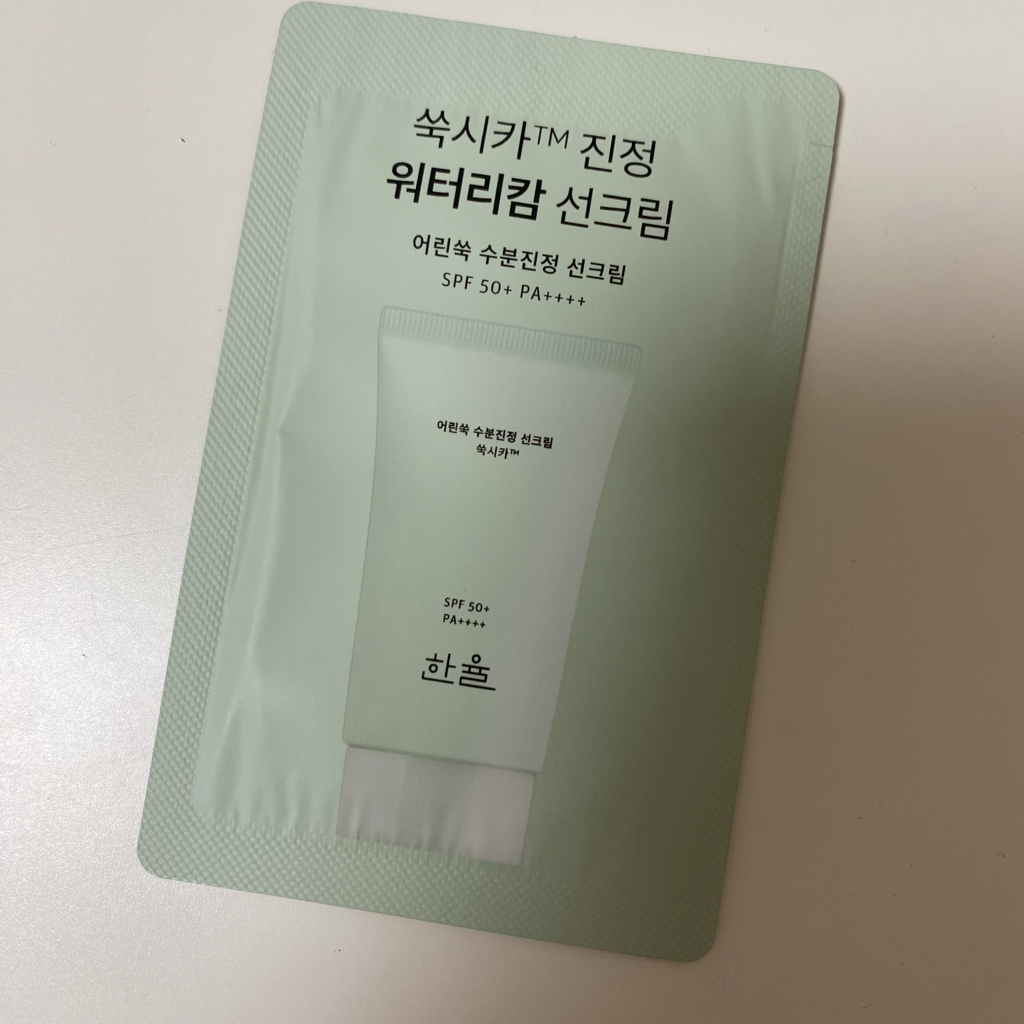 쑥시카™ 진정
워터리캄 선크림
어린쑥 수분진정 선크림
SPF 50+ PA++++
어린쑥 수분진정 선크림
쑥시카™
SPF 50+
PA++++
한율